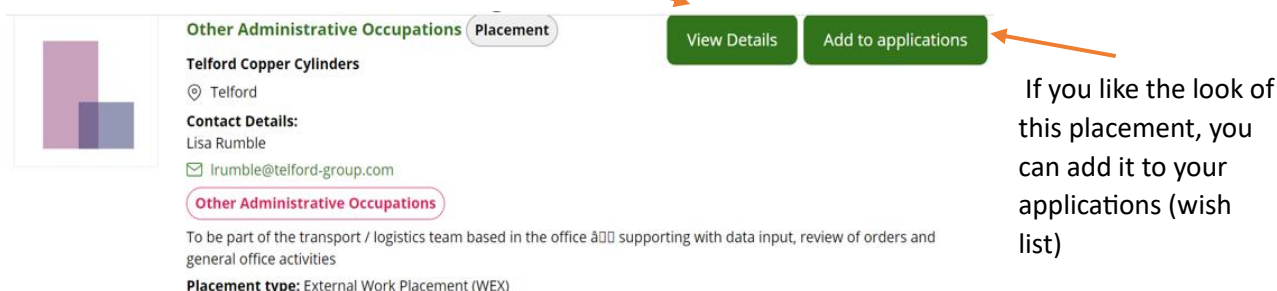 Other Administrative Occupations Placement
View Details
Add to applications
Telford Copper Cylinders
Telford
Contact Details:
Lisa Rumble
lrumble@telford-group.com
Other Administrative Occupations
To be part of the transport / logistics team based in the office â▯▯ supporting with data input, review of orders and
general office activities
Placement type: External Work Placement (WEX)
If you like the look of
this placement, you
can add it to your
applications (wish
list)